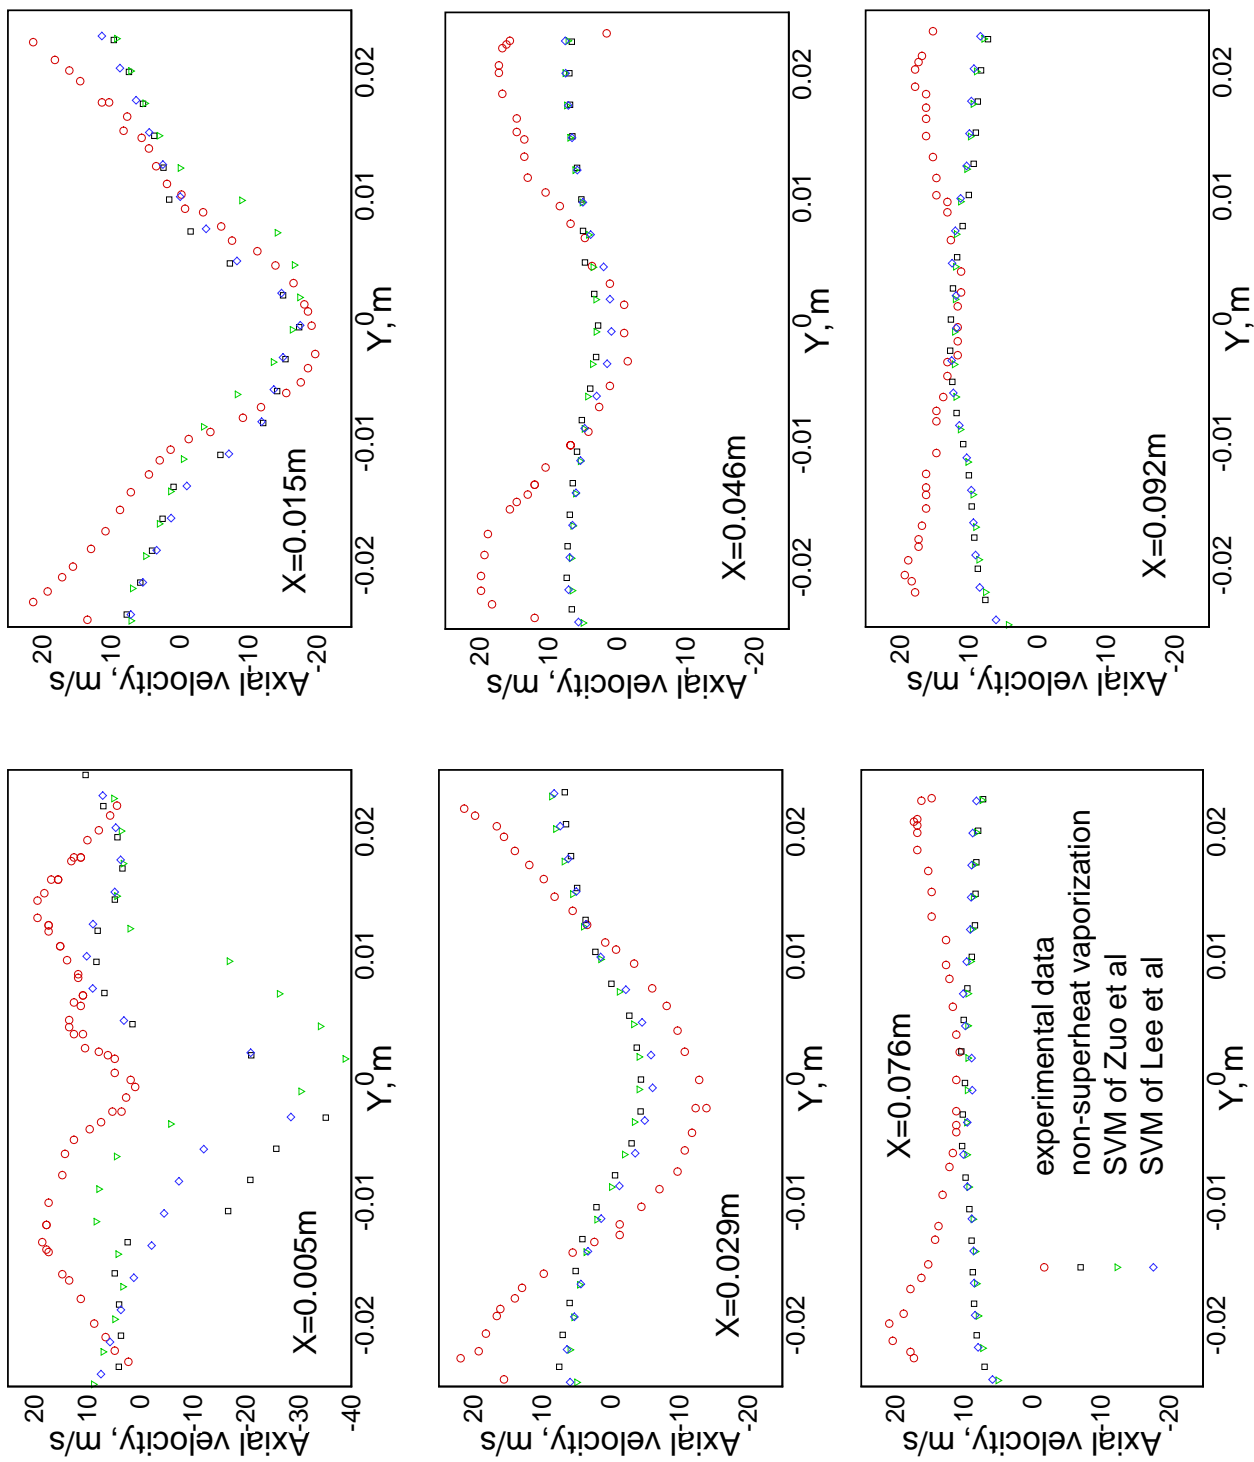 Axial velocity, m/s
20
10
0
-10
-20
-30
-40
X=0.005m
-0.02
-0.01
0
0.01
0.02
Y, m
Axial velocity, m/s
20
10
0
-10
-20
X=0.015m
-0.02
-0.01
0
0.01
0.02
Y, m
Axial velocity, m/s
20
10
0
-10
-20
X=0.029m
Axial velocity, m/s
20
10
0
-10
-20
X=0.046m
Axial velocity, m/s
20
10
0
-10
-20
X=0.076m
experimental data
non-superheat vaporization
SVM of Zuo et al
SVM of Lee et al
-0.02
-0.01
0
0.01
0.02
Y, m
Axial velocity, m/s
20
10
0
-10
-20
X=0.092m
-0.02
-0.01
0
0.01
0.02
Y, m
-0.02
-0.01
0
0.01
0.02
Y, m
-0.02
-0.01
0
0.01
0.02
Y, m